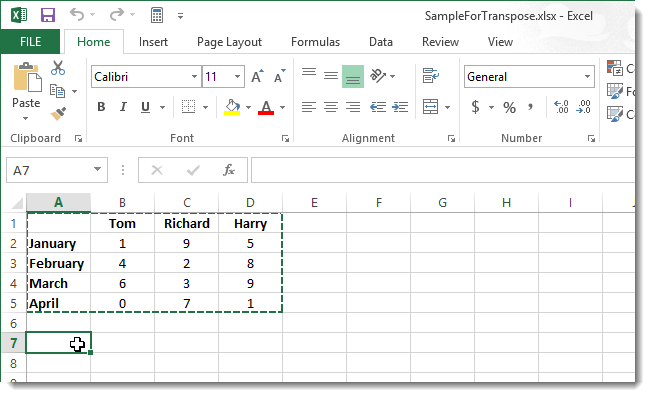 SampleForTranspose.xlsx - Excel
FILE Home Insert Page Layout Formulas Data Review View
Calibri 11 A A General
Paste B I U A $ % , .00
Clipboard Font Alignment Number
A7 fx
A B C D E F G H I
1 Tom Richard Harry
2 January 1 9 5
3 February 4 2 8
4 March 6 3 9
5 April 0 7 1
6
7
8